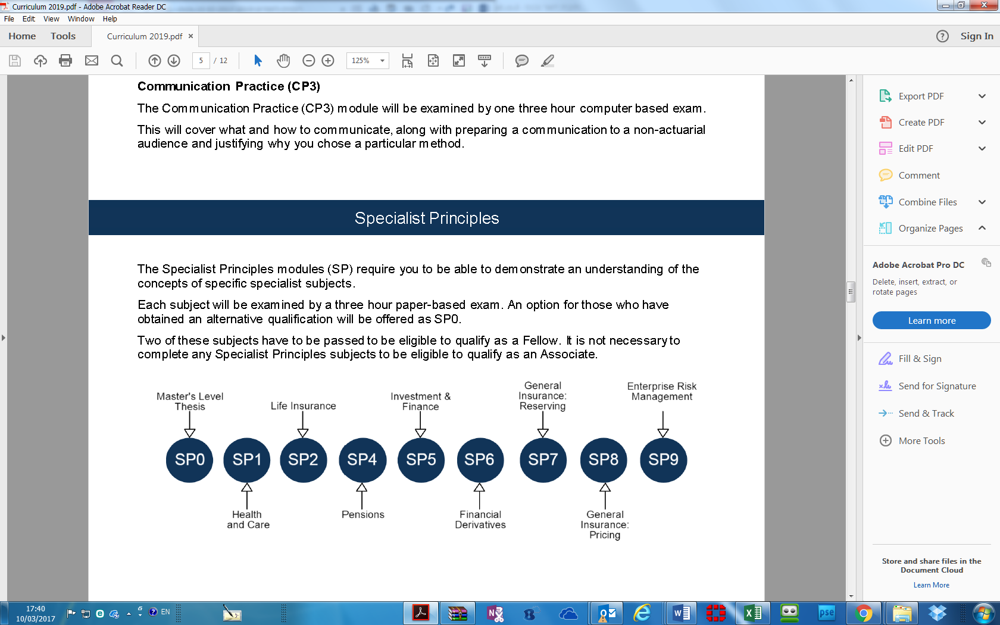 Curriculum 2019.pdf - Adobe Acrobat Reader DC
File Edit View Window Help
Home Tools Curriculum 2019.pdf × Sign In
5 / 12 125%
Communication Practice (CP3)
The Communication Practice (CP3) module will be examined by one three hour computer based exam.
This will cover what and how to communicate, along with preparing a communication to a non-actuarial
audience and justifying why you chose a particular method.
Specialist Principles
The Specialist Principles modules (SP) require you to be able to demonstrate an understanding of the
concepts of specific specialist subjects.
Each subject will be examined by a three hour paper-based exam. An option for those who have
obtained an alternative qualification will be offered as SP0.
Two of these subjects have to be passed to be eligible to qualify as a Fellow. It is not necessary to
complete any Specialist Principles subjects to be eligible to qualify as an Associate.
Master's Level
Thesis
Life Insurance
Investment &
Finance
General
Insurance:
Reserving
Enterprise Risk
Management
SP0 SP1 SP2 SP4 SP5 SP6 SP7 SP8 SP9
Health
and Care
Pensions
Financial
Derivatives
General
Insurance:
Pricing
Export PDF
Create PDF
Edit PDF
Comment
Combine Files
Organize Pages
Adobe Acrobat Pro DC
Delete, insert, extract, or
rotate pages
Learn more
Fill & Sign
Send for Signature
Send & Track
More Tools
Store and share files in the
Document Cloud
Learn More
17:40
10/03/2017
EN
pse